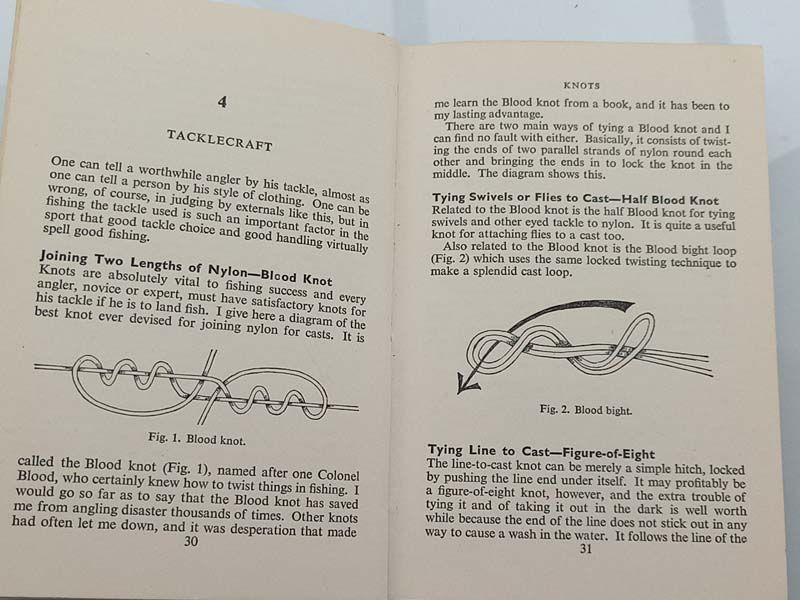 4
TACKLECRAFT
One can tell a worthwhile angler by his tackle, almost as
one can tell a person by his style of clothing. One can be
wrong, of course, in judging by externals like this, but in
fishing the tackle used is such an important factor in the
sport that good tackle choice and good handling virtually
spell good fishing.
Joining Two Lengths of Nylon—Blood Knot
Knots are absolutely vital to fishing success and every
angler, novice or expert, must have satisfactory knots for
his tackle if he is to land fish. I give here a diagram of the
best knot ever devised for joining nylon for casts. It is
Fig. 1. Blood knot.
called the Blood knot (Fig. 1), named after one Colonel
Blood, who certainly knew how to twist things in fishing. I
would go so far as to say that the Blood knot has saved
me from angling disaster thousands of times. Other knots
had often let me down, and it was desperation that made
30
KNOTS
me learn the Blood knot from a book, and it has been to
my lasting advantage.
There are two main ways of tying a Blood knot and I
can find no fault with either. Basically, it consists of twist-
ing the ends of two parallel strands of nylon round each
other and bringing the ends in to lock the knot in the
middle. The diagram shows this.
Tying Swivels or Flies to Cast—Half Blood Knot
Related to the Blood knot is the half Blood knot for tying
swivels and other eyed tackle to nylon. It is quite a useful
knot for attaching flies to a cast too.
Also related to the Blood knot is the Blood bight loop
(Fig. 2) which uses the same locked twisting technique to
make a splendid cast loop.
Fig. 2. Blood bight.
Tying Line to Cast—Figure-of-Eight
The line-to-cast knot can be merely a simple hitch, locked
by pushing the line end under itself. It may profitably be
a figure-of-eight knot, however, and the extra trouble of
tying it and of taking it out in the dark is well worth
while because the end of the line does not stick out in any
way to cause a wash in the water. It follows the line of the
31